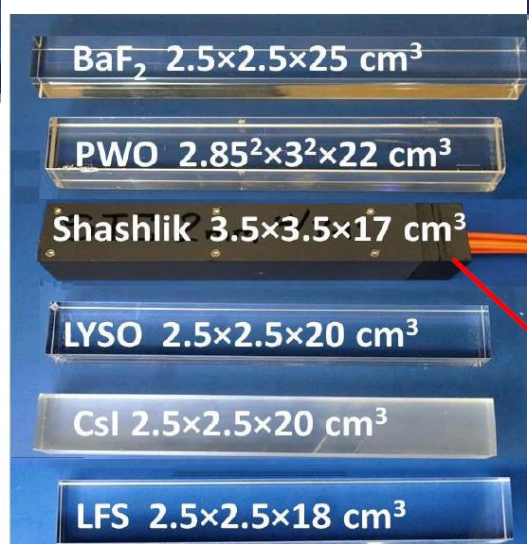 BaF₂ 2.5×2.5×25 cm³
PWO 2.85²×3²×22 cm³
Shashlik 3.5×3.5×17 cm³
LYSO 2.5×2.5×20 cm³
CsI 2.5×2.5×20 cm³
LFS 2.5×2.5×18 cm³